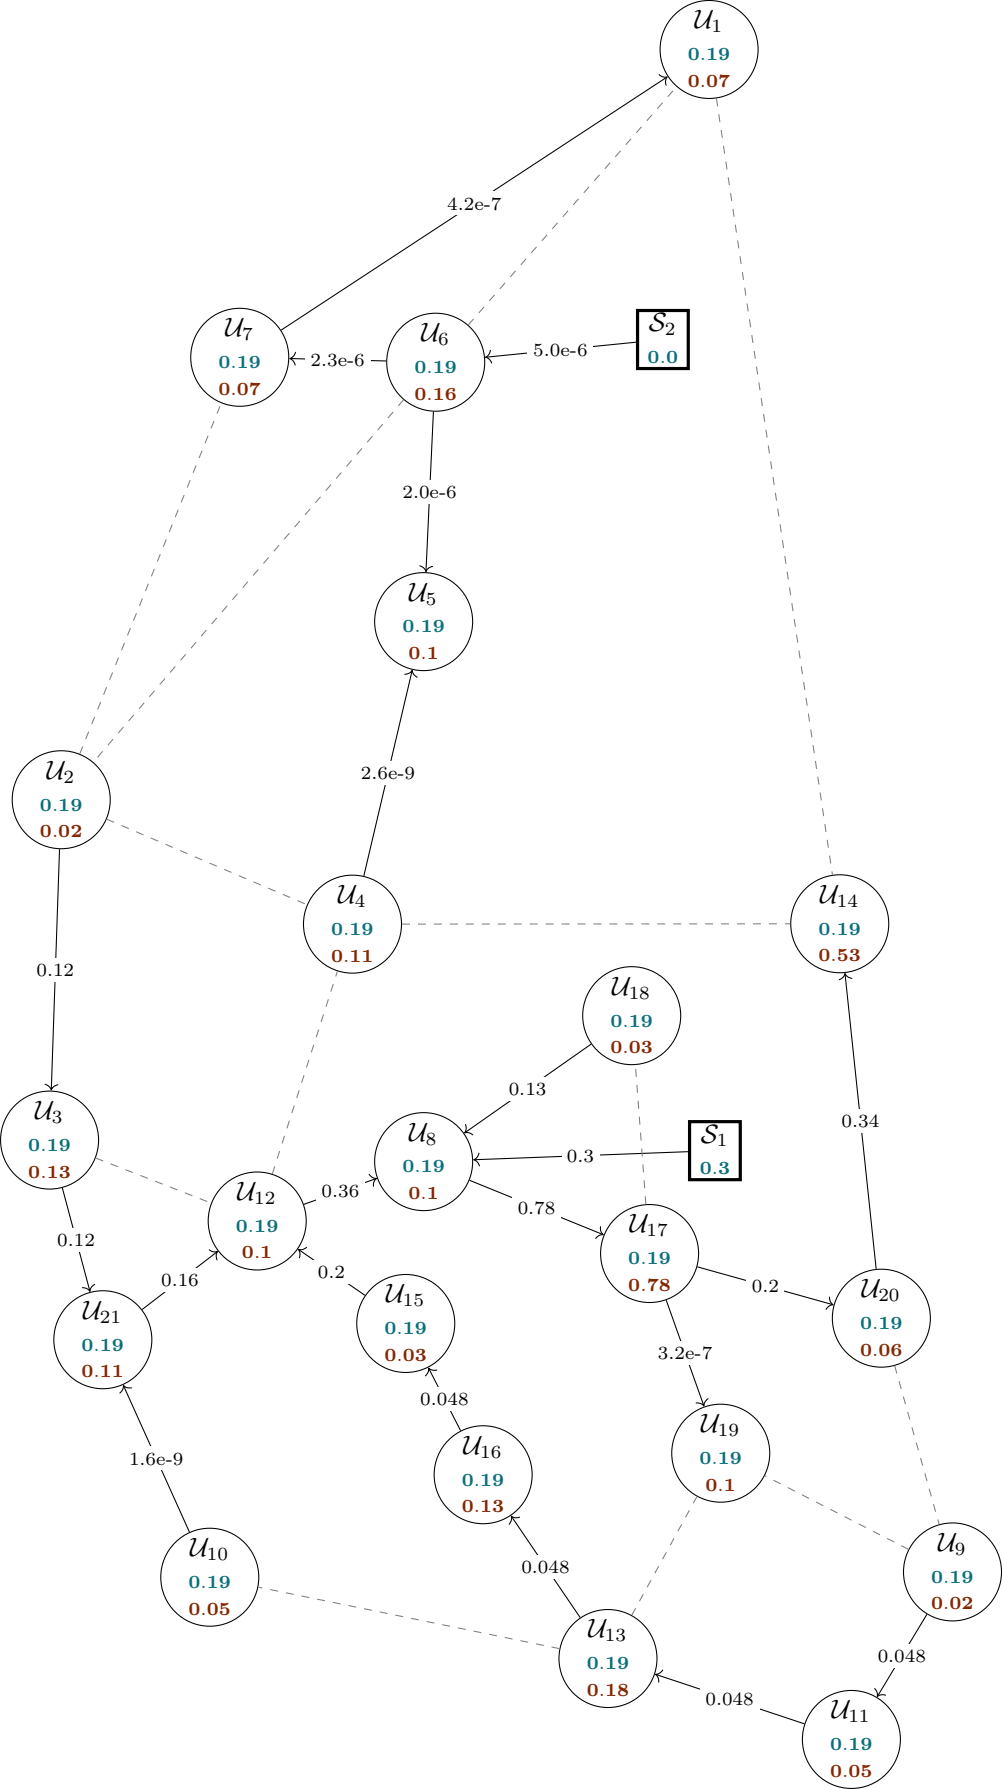 𝒰₁
0.19
0.07
4.2e-7
𝒰₇
0.19
0.07
2.3e-6
𝒰₆
0.19
0.16
5.0e-6
𝒮₂
0.0
2.0e-6
𝒰₅
0.19
0.1
2.6e-9
𝒰₂
0.19
0.02
𝒰₄
0.19
0.11
𝒰₁₄
0.19
0.53
0.12
𝒰₁₈
0.19
0.03
0.13
𝒰₃
0.19
0.13
𝒰₈
0.19
0.1
0.3
𝒮₁
0.3
0.34
𝒰₁₂
0.19
0.1
0.36
0.78
𝒰₁₇
0.19
0.78
0.12
0.16
0.2
0.2
𝒰₂₁
0.19
0.11
𝒰₁₅
0.19
0.03
𝒰₂₀
0.19
0.06
3.2e-7
0.048
𝒰₁₉
0.19
0.1
1.6e-9
𝒰₁₆
0.19
0.13
𝒰₁₀
0.19
0.05
0.048
𝒰₉
0.19
0.02
𝒰₁₃
0.19
0.18
0.048
0.048
𝒰₁₁
0.19
0.05